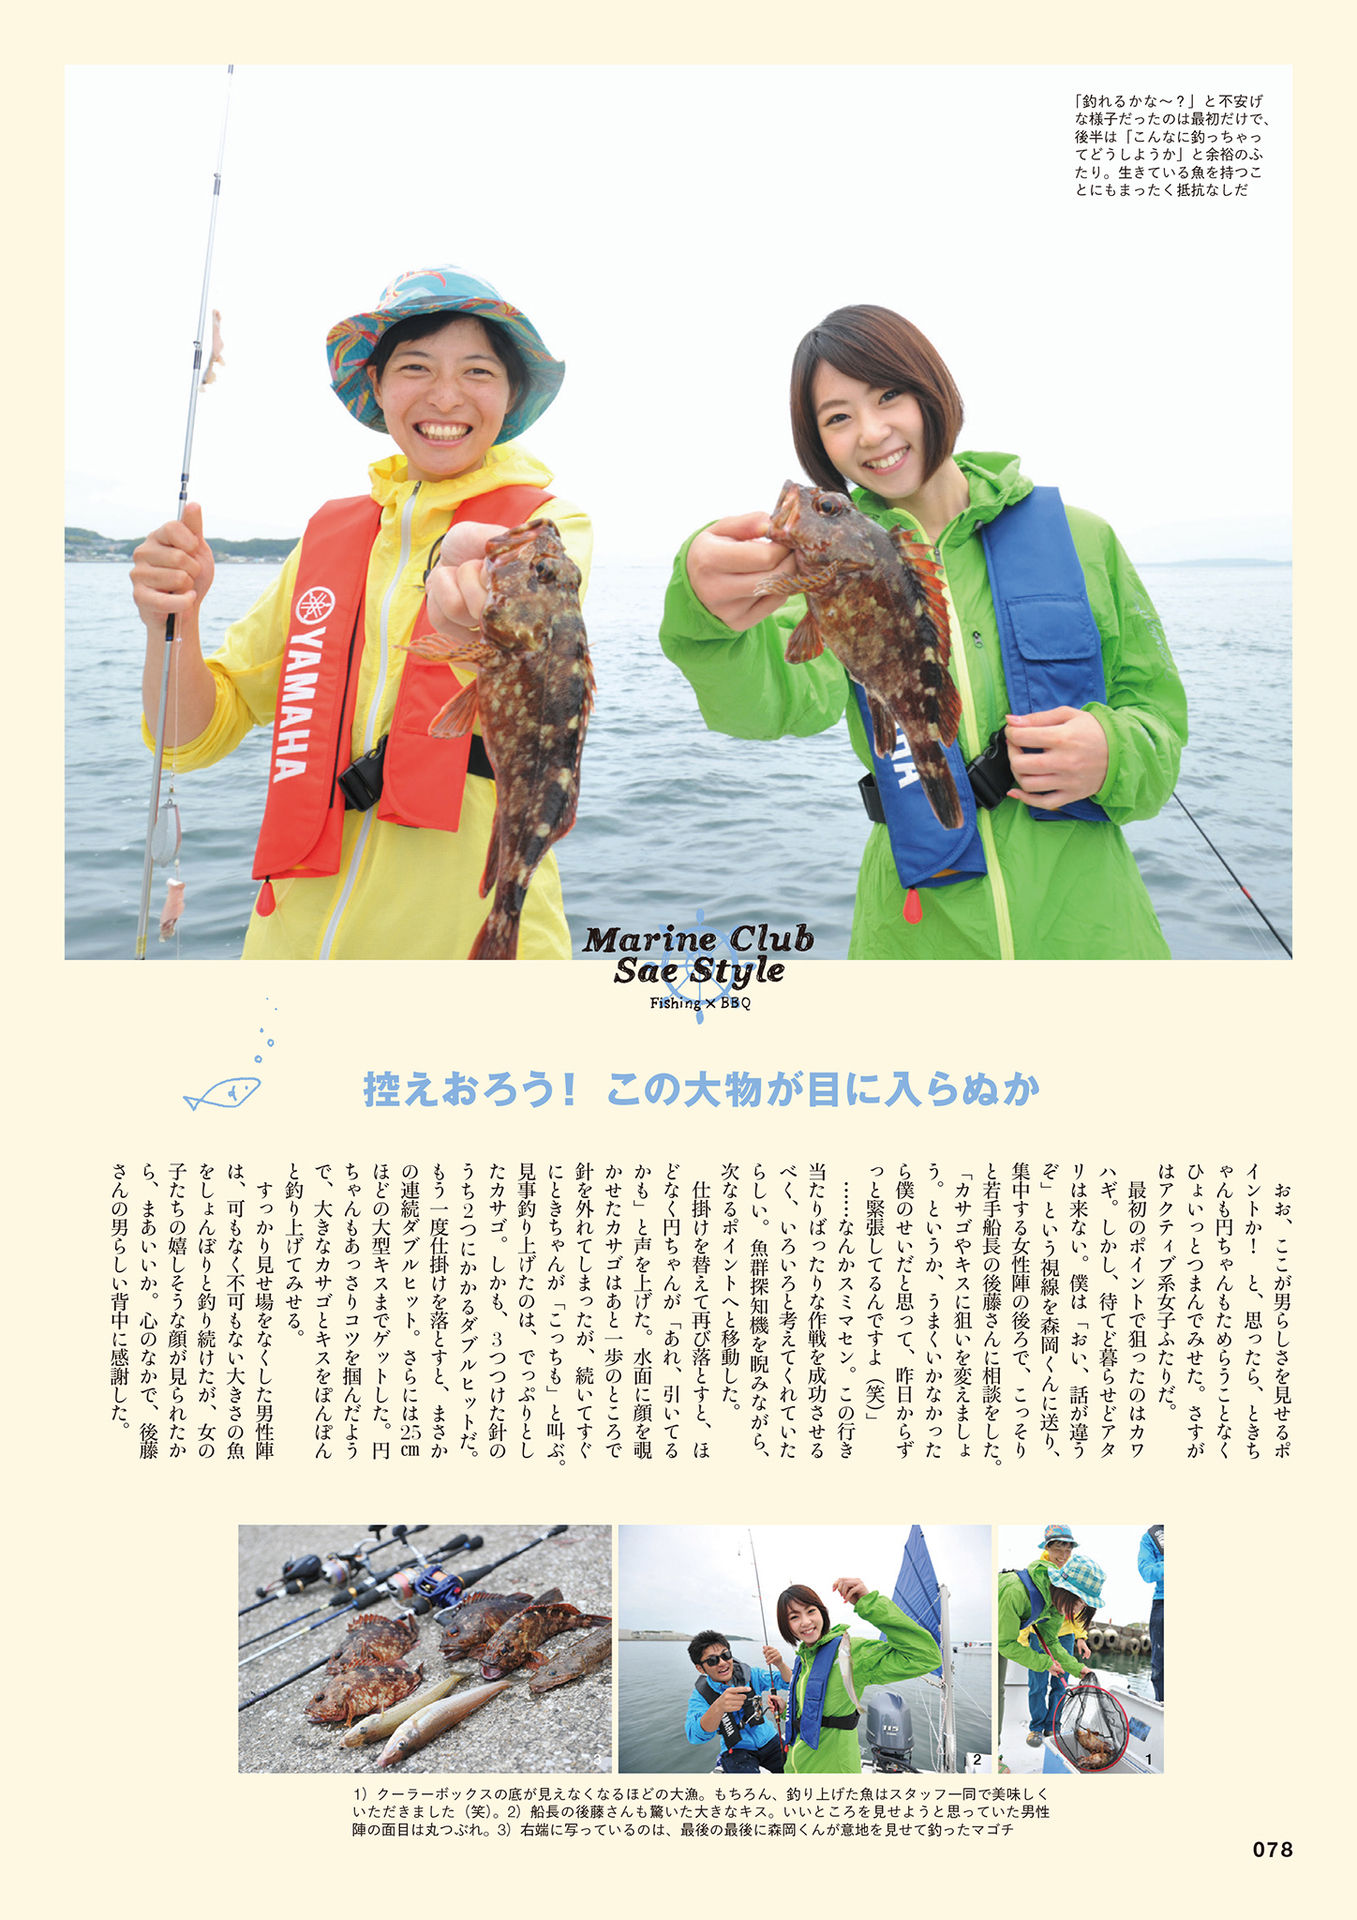 「釣れるかな〜？」と不安げ
な様子だったのは最初だけで、
後半は「こんなに釣っちゃっ
てどうしようか」と余裕のふ
たり。生きている魚を持つこ
とにもまったく抵抗なしだ
YAMAHA
AHA
Marine Club
Sae Style
Fishing × BBQ
控えおろう！ この大物が目に入らぬか
おお、ここが男らしさを見せるポ
イントか！ と、思ったら、ときち
ゃんも円ちゃんもためらうことなく
ひょいっとつまんでみせた。さすが
はアクティブ系女子ふたりだ。
最初のポイントで狙ったのはカワ
ハギ。しかし、待てど暮らせどアタ
リは来ない。僕は「おい、話が違う
ぞ」という視線を森岡くんに送り、
集中する女性陣の後ろで、こっそり
と若手船長の後藤さんに相談をした。
「カサゴやキスに狙いを変えましょ
う。というか、うまくいかなかった
ら僕のせいだと思って、昨日からず
っと緊張してるんですよ（笑）」
……なんかスミマセン。この行き
当たりばったりな作戦を成功させる
べく、いろいろと考えてくれていた
らしい。魚群探知機を睨みながら、
次なるポイントへと移動した。
仕掛けを替えて再び落とすと、ほ
どなく円ちゃんが「あれ、引いてる
かも」と声を上げた。水面に顔を覗
かせたカサゴはあと一歩のところで
針を外れてしまったが、続いてすぐ
にときちゃんが「こっちも」と叫ぶ。
見事釣り上げたのは、でっぷりとし
たカサゴ。しかも、3つつけた針の
うち2つにかかるダブルヒットだ。
もう一度仕掛けを落とすと、まさか
の連続ダブルヒット。さらには25㎝
ほどの大型キスまでゲットした。円
ちゃんもあっさりコツを掴んだよう
で、大きなカサゴとキスをぽんぽん
と釣り上げてみせる。
すっかり見せ場をなくした男性陣
は、可もなく不可もない大きさの魚
をしょんぼりと釣り続けたが、女の
子たちの嬉しそうな顔が見られたか
ら、まあいいか。心のなかで、後藤
さんの男らしい背中に感謝した。
3
YAMAHA
115
2
1
1）クーラーボックスの底が見えなくなるほどの大漁。もちろん、釣り上げた魚はスタッフ一同で美味しく
いただきました（笑）。2）船長の後藤さんも驚いた大きなキス。いいところを見せようと思っていた男性
陣の面目は丸つぶれ。3）右端に写っているのは、最後の最後に森岡くんが意地を見せて釣ったマゴチ
078